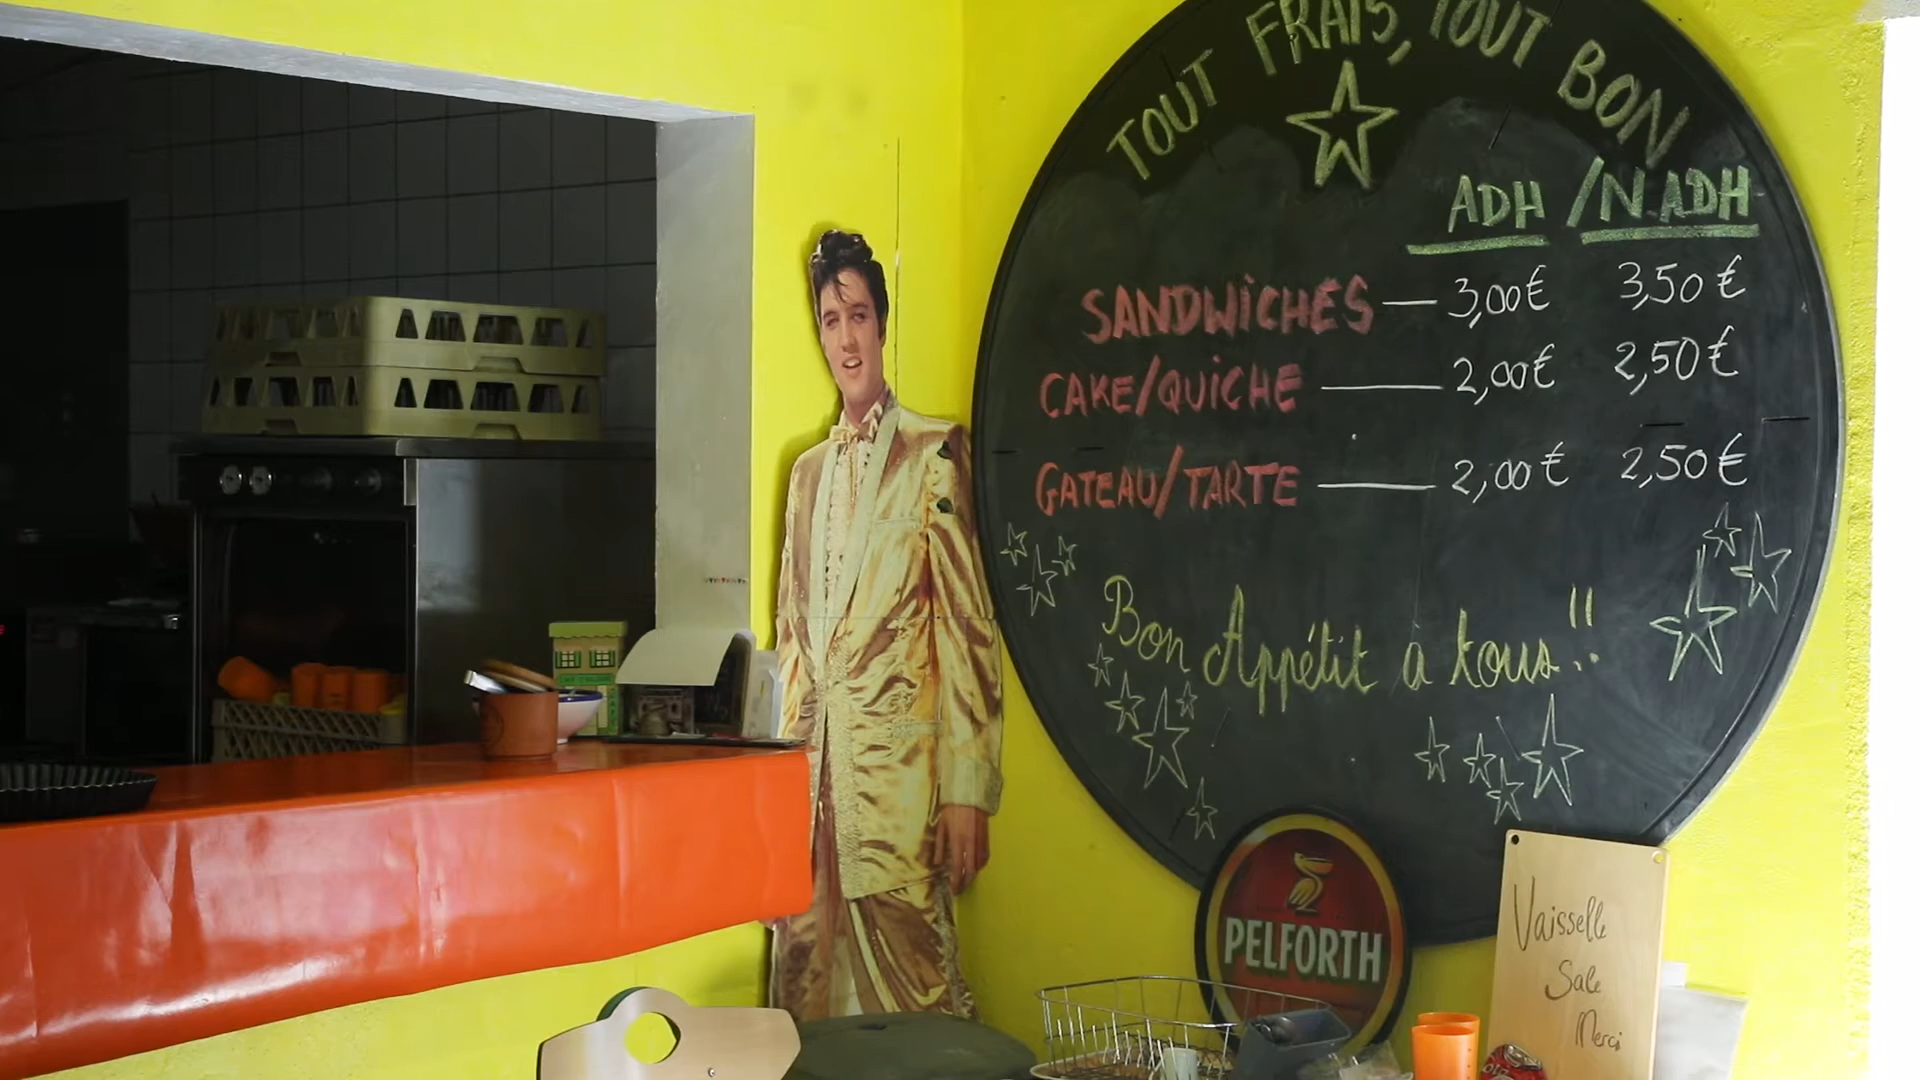 TOUT FRAIS, TOUT BON
ADH / N.ADH
SANDWICHES — 3,00€ 3,50€
CAKE/QUICHE — 2,00€ 2,50€
GATEAU/TARTE — 2,00€ 2,50€
Bon Appétit à tous!!
PELFORTH
Vaisselle
Sale
Merci